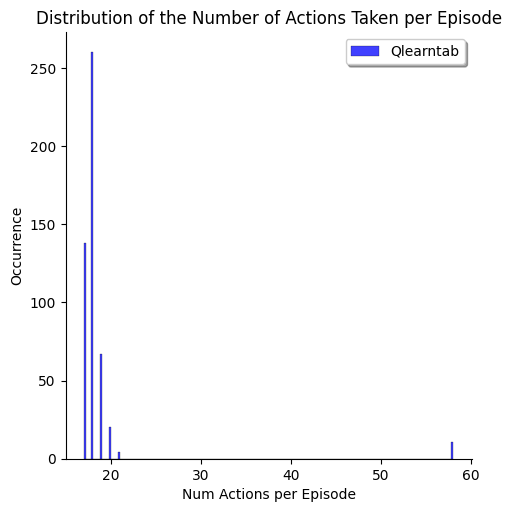 Distribution of the Number of Actions Taken per Episode
Qlearntab
250
200
150
100
50
0
Occurrence
20
30
40
50
60
Num Actions per Episode